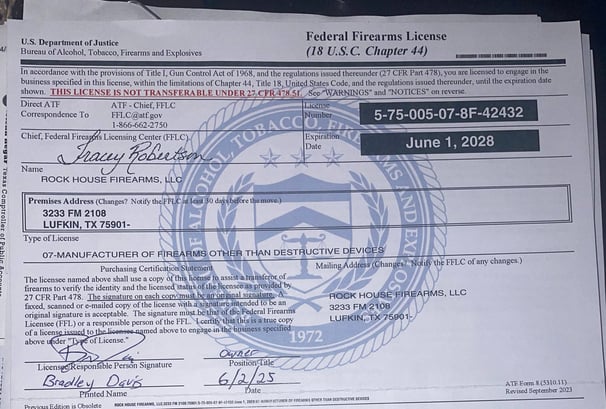 U.S. Department of Justice
Bureau of Alcohol, Tobacco, Firearms and Explosives
Federal Firearms License
(18 U.S.C. Chapter 44)
In accordance with the provisions of Title I, Gun Control Act of 1968, and the regulations issued thereunder (27 CFR Part 478), you are licensed to engage in the
business specified in this license, within the limitations of Chapter 44, Title 18, United States Code, and the regulations issued thereunder, until the expiration date
shown. THIS LICENSE IS NOT TRANSFERABLE UNDER 27 CFR 478.51. See "WARNINGS" and "NOTICES" on reverse.
Direct ATF
Correspondence To
ATF - Chief, FFLC
FFLC@atf.gov
1-866-662-2750
License
Number
5-75-005-07-8F-42432
Chief, Federal Firearms Licensing Center (FFLC)
Tracey Robertson
Expiration
Date
June 1, 2028
Name
ROCK HOUSE FIREARMS, LLC
Premises Address (Changes? Notify the FFLC at least 30 days before the move.)
3233 FM 2108
LUFKIN, TX 75901-
Type of License
07-MANUFACTURER OF FIREARMS OTHER THAN DESTRUCTIVE DEVICES
Purchasing Certification Statement
The licensee named above shall use a copy of this license to assist a transferor of
firearms to verify the identity and the licensed status of the licensee as provided by
27 CFR Part 478. The signature on each copy must be an original signature. A
faxed, scanned or e-mailed copy of the license with a signature intended to be an
original signature is acceptable. The signature must be that of the Federal Firearms
Licensee (FFL) or a responsible person of the FFL. I certify that this is a true copy
of a license issued to the licensee named above to engage in the business specified
above under "Type of License."
Mailing Address (Changes? Notify the FFLC of any changes.)
ROCK HOUSE FIREARMS, LLC
3233 FM 2108
LUFKIN, TX 75901-
1972
Owner
Licensee/Responsible Person Signature
Position/Title
Bradley Davis
6/2/25
Printed Name
Date
ATF Form 8 (5310.11)
Revised September 2023
Previous Edition is Obsolete